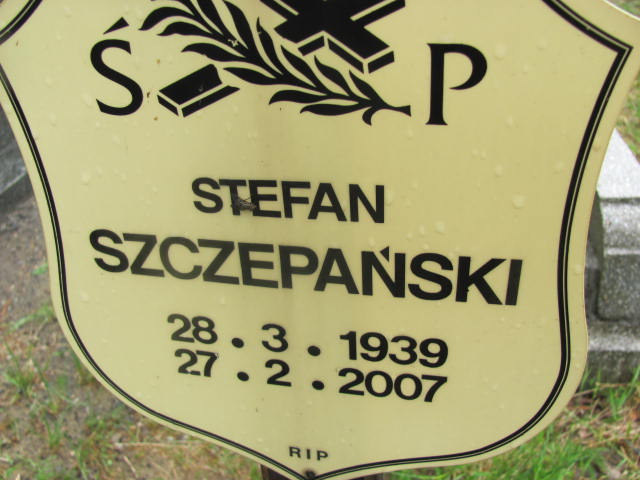 Ś P
STEFAN
SZCZEPAŃSKI
28 . 3 . 1939
27 . 2 . 2007
RIP